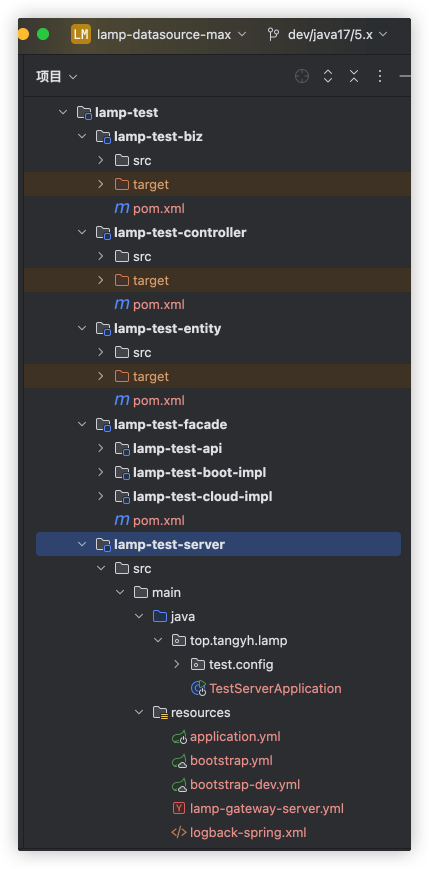 LM lamp-datasource-max dev/java17/5.x
项目
lamp-test
lamp-test-biz
src
target
m pom.xml
lamp-test-controller
src
target
m pom.xml
lamp-test-entity
src
target
m pom.xml
lamp-test-facade
lamp-test-api
lamp-test-boot-impl
lamp-test-cloud-impl
m pom.xml
lamp-test-server
src
main
java
top.tangyh.lamp
test.config
TestServerApplication
resources
application.yml
bootstrap.yml
bootstrap-dev.yml
Y lamp-gateway-server.yml
</> logback-spring.xml